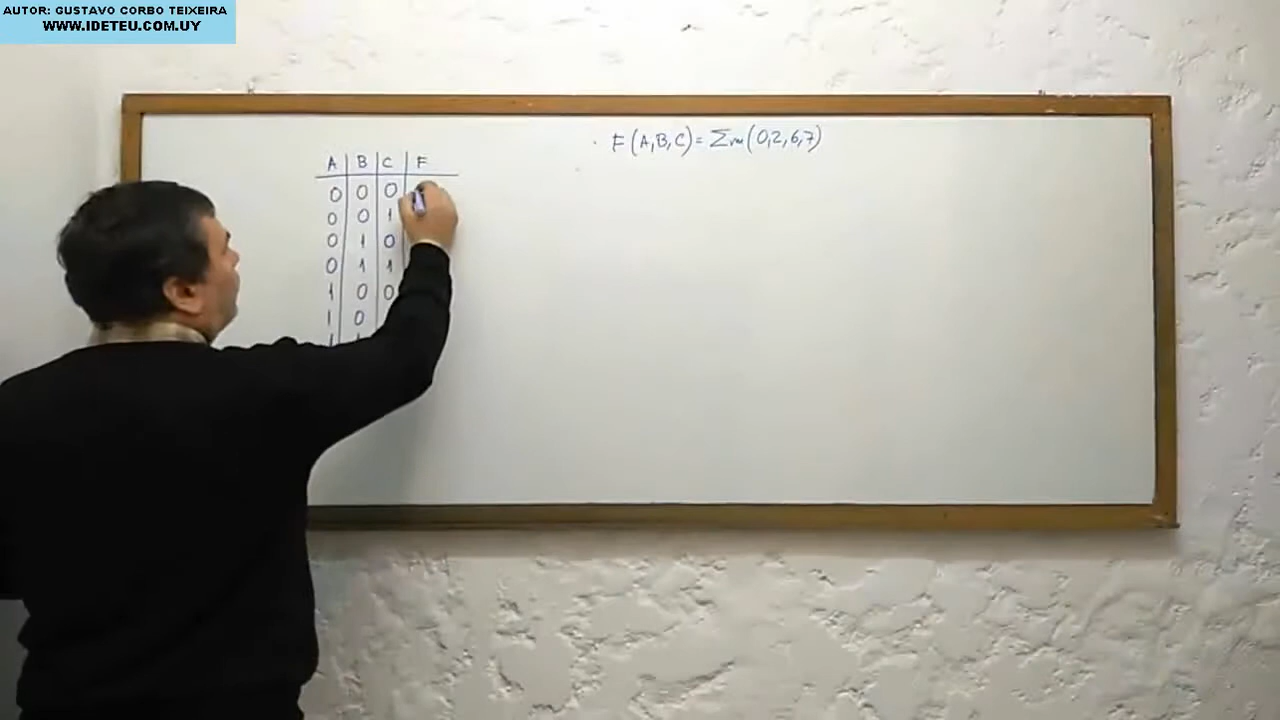 AUTOR: GUSTAVO CORBO TEIXEIRA
WWW.IDETEU.COM.UY
F(A,B,C)=Σm(0,2,6,7)
A B C F
0 0 0
0 0 1
0 1 0
0 1 1
1 0 0
1 0